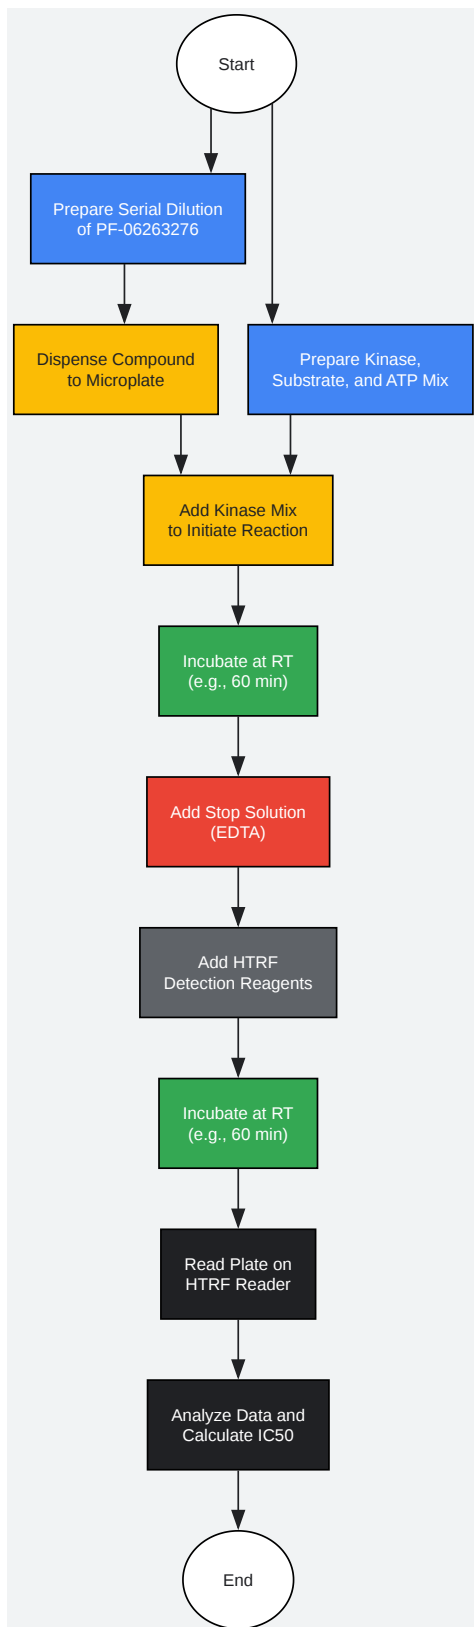 Start
Prepare Serial Dilution
of PF-06263276
Dispense Compound
to Microplate
Prepare Kinase,
Substrate, and ATP Mix
Add Kinase Mix
to Initiate Reaction
Incubate at RT
(e.g., 60 min)
Add Stop Solution
(EDTA)
Add HTRF
Detection Reagents
Incubate at RT
(e.g., 60 min)
Read Plate on
HTRF Reader
Analyze Data and
Calculate IC50
End